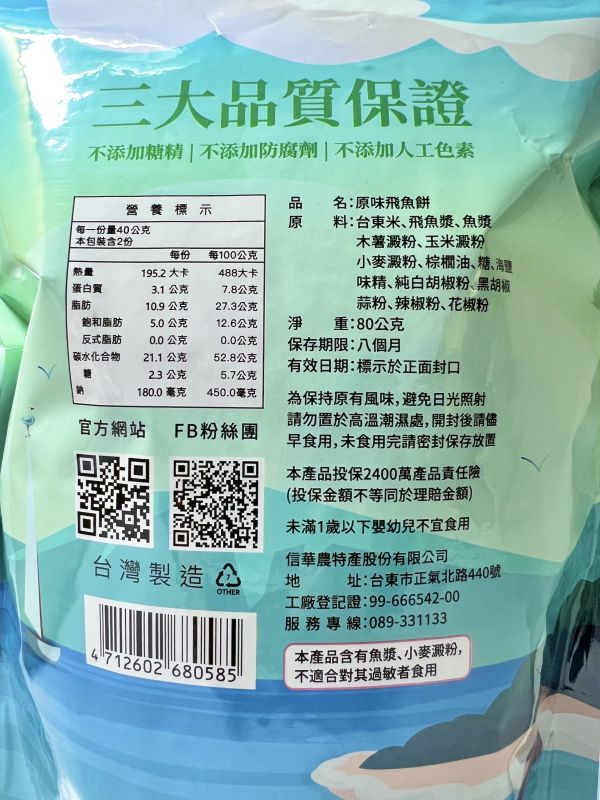 三大品質保證
不添加糖精 | 不添加防腐劑 | 不添加人工色素
營養標示
每一份量40公克
本包裝含2份
每份 每100公克
熱量 195.2 大卡 488大卡
蛋白質 3.1 公克 7.8公克
脂肪 10.9 公克 27.3公克
飽和脂肪 5.0 公克 12.6公克
反式脂肪 0.0 公克 0.0公克
碳水化合物 21.1 公克 52.8公克
糖 2.3 公克 5.7公克
鈉 180.0 毫克 450.0毫克
官方網站 FB粉絲團
台灣製造
7
OTHER
4 712602 680585
品名:原味飛魚餅
原料:台東米、飛魚漿、魚漿
木薯澱粉、玉米澱粉
小麥澱粉、棕櫚油、糖、海鹽
味精、純白胡椒粉、黑胡椒
蒜粉、辣椒粉、花椒粉
淨重:80公克
保存期限:八個月
有效日期:標示於正面封口
為保持原有風味,避免日光照射
請勿置於高溫潮濕處,開封後請儘
早食用,未食用完請密封保存放置
本產品投保2400萬產品責任險
(投保金額不等同於理賠金額)
未滿1歲以下嬰幼兒不宜食用
信華農特產股份有限公司
地址:台東市正氣北路440號
工廠登記證:99-666542-00
服務專線:089-331133
本產品含有魚漿、小麥澱粉,
不適合對其過敏者食用